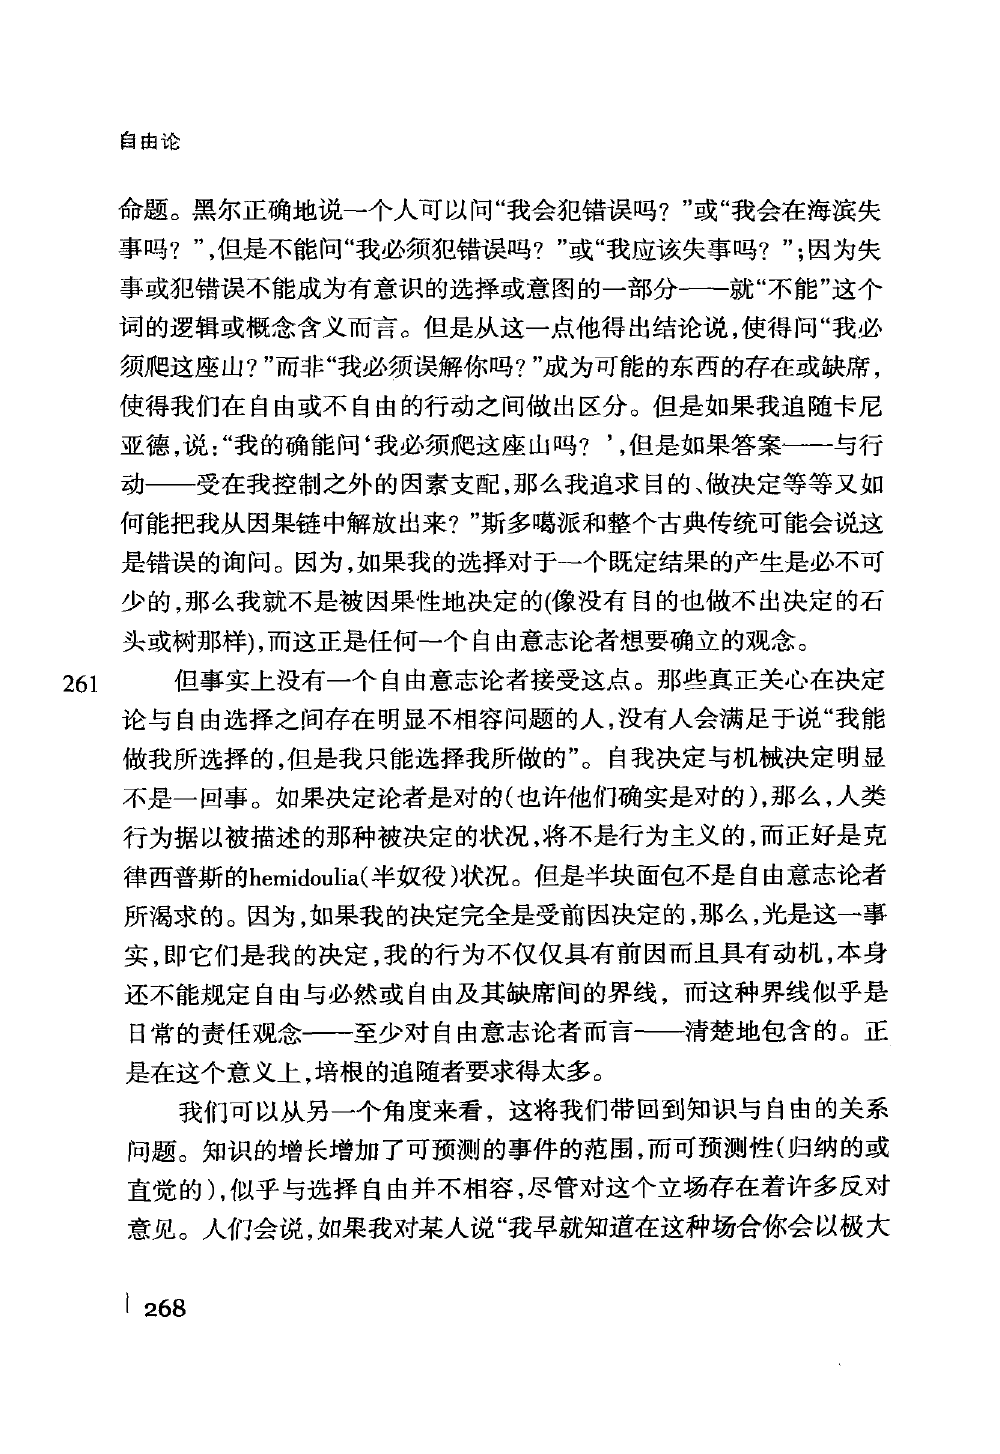 自由论
命题。黑尔正确地说一个人可以问“我会犯错误吗？”或“我会在海滨失
事吗？”,但是不能问“我必须犯错误吗？”或“我应该失事吗？”;因为失
事或犯错误不能成为有意识的选择或意图的一部分——就“不能”这个
词的逻辑或概念含义而言。但是从这一点他得出结论说,使得问“我必
须爬这座山？”而非“我必须误解你吗？”成为可能的东西的存在或缺席，
使得我们在自由或不自由的行动之间做出区分。但是如果我追随卡尼
亚德,说:“我的确能问‘我必须爬这座山吗？’,但是如果答案——与行
动——受在我控制之外的因素支配,那么我追求目的、做决定等等又如
何能把我从因果链中解放出来？”斯多噶派和整个古典传统可能会说这
是错误的询问。因为,如果我的选择对于一个既定结果的产生是必不可
少的,那么我就不是被因果性地决定的(像没有目的也做不出决定的石
头或树那样),而这正是任何一个自由意志论者想要确立的观念。
261 但事实上没有一个自由意志论者接受这点。那些真正关心在决定
论与自由选择之间存在明显不相容问题的人,没有人会满足于说“我能
做我所选择的,但是我只能选择我所做的”。自我决定与机械决定明显
不是一回事。如果决定论者是对的(也许他们确实是对的),那么,人类
行为据以被描述的那种被决定的状况,将不是行为主义的,而正好是克
律西普斯的hemidoulia(半奴役)状况。但是半块面包不是自由意志论者
所渴求的。因为,如果我的决定完全是受前因决定的,那么,光是这一事
实,即它们是我的决定,我的行为不仅仅具有前因而且具有动机,本身
还不能规定自由与必然或自由及其缺席间的界线，而这种界线似乎是
日常的责任观念——至少对自由意志论者而言——清楚地包含的。正
是在这个意义上,培根的追随者要求得太多。
我们可以从另一个角度来看，这将我们带回到知识与自由的关系
问题。知识的增长增加了可预测的事件的范围,而可预测性(归纳的或
直觉的),似乎与选择自由并不相容,尽管对这个立场存在着许多反对
意见。人们会说,如果我对某人说“我早就知道在这种场合你会以极大
268